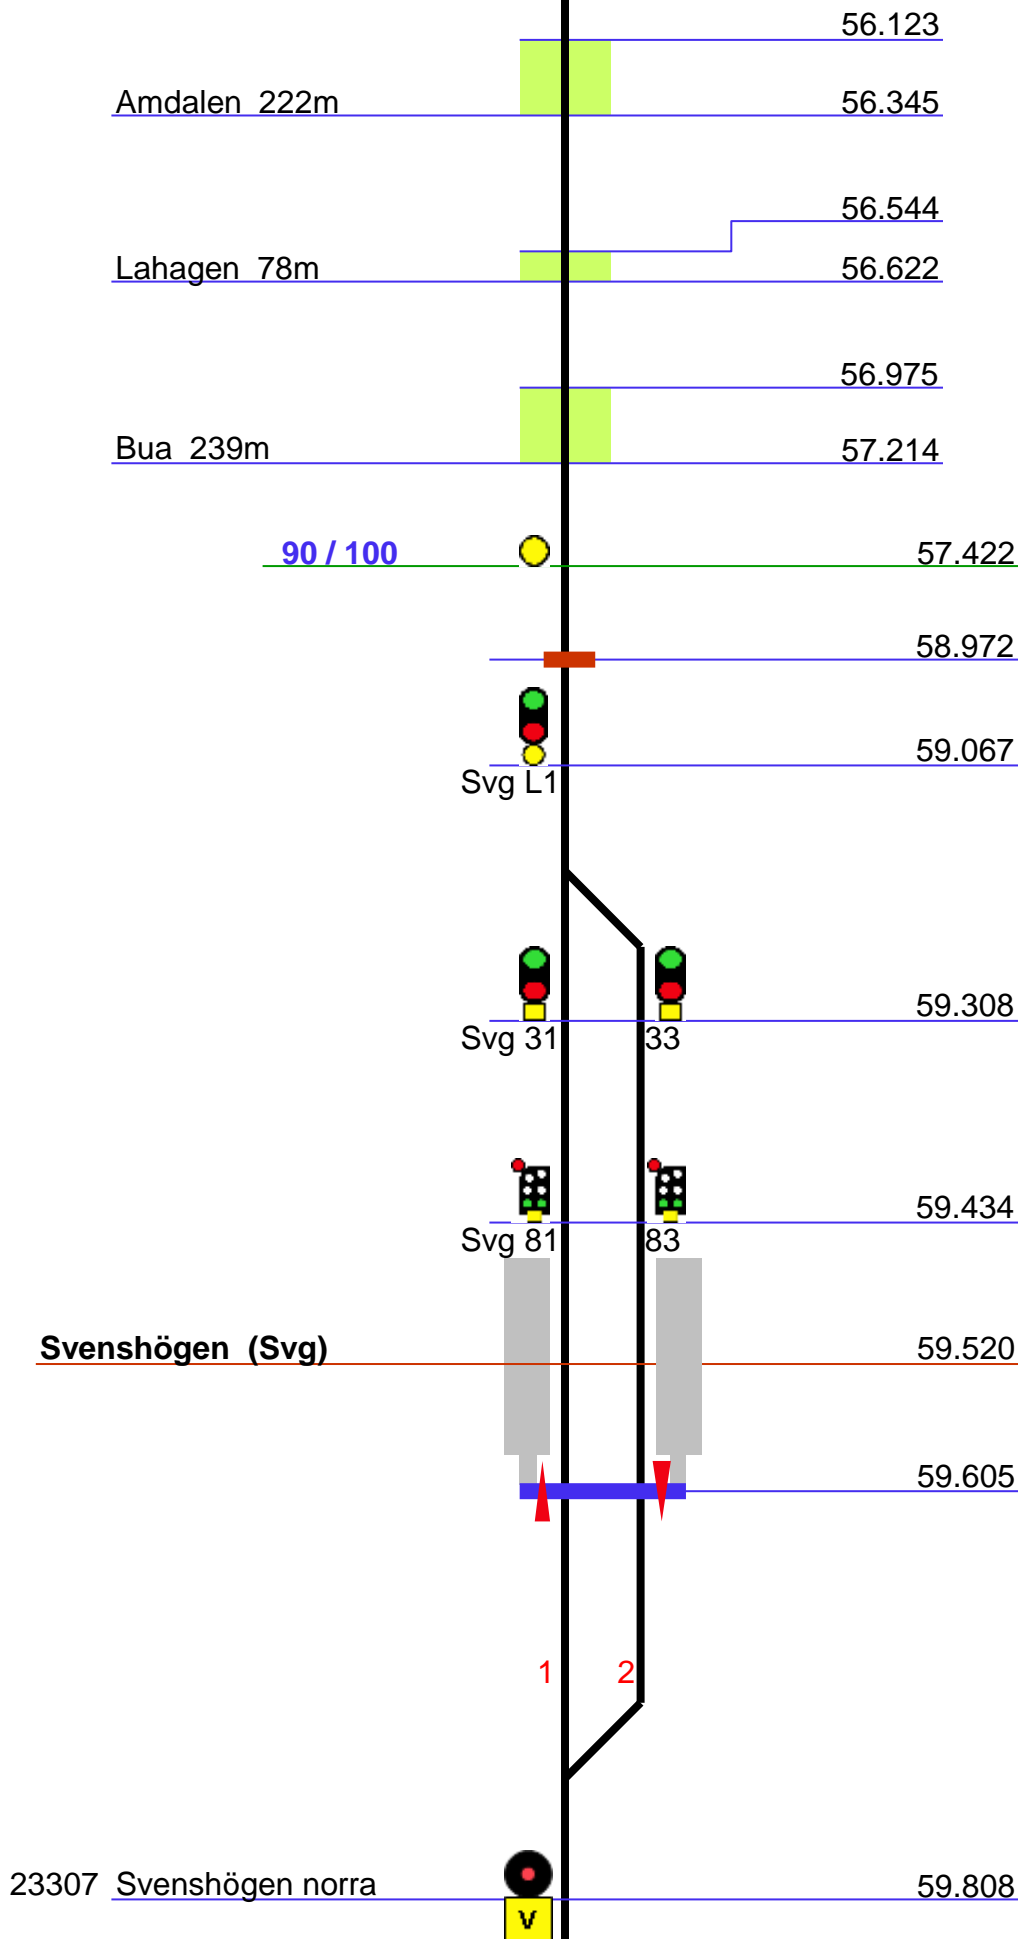 56.123
Amdalen 222m 56.345
56.544
Lahagen 78m 56.622
56.975
Bua 239m 57.214
90 / 100 57.422
58.972
59.067
Svg L1
59.308
Svg 31 33
59.434
Svg 81 83
Svenshögen (Svg) 59.520
59.605
1 2
23307 Svenshögen norra 59.808
V